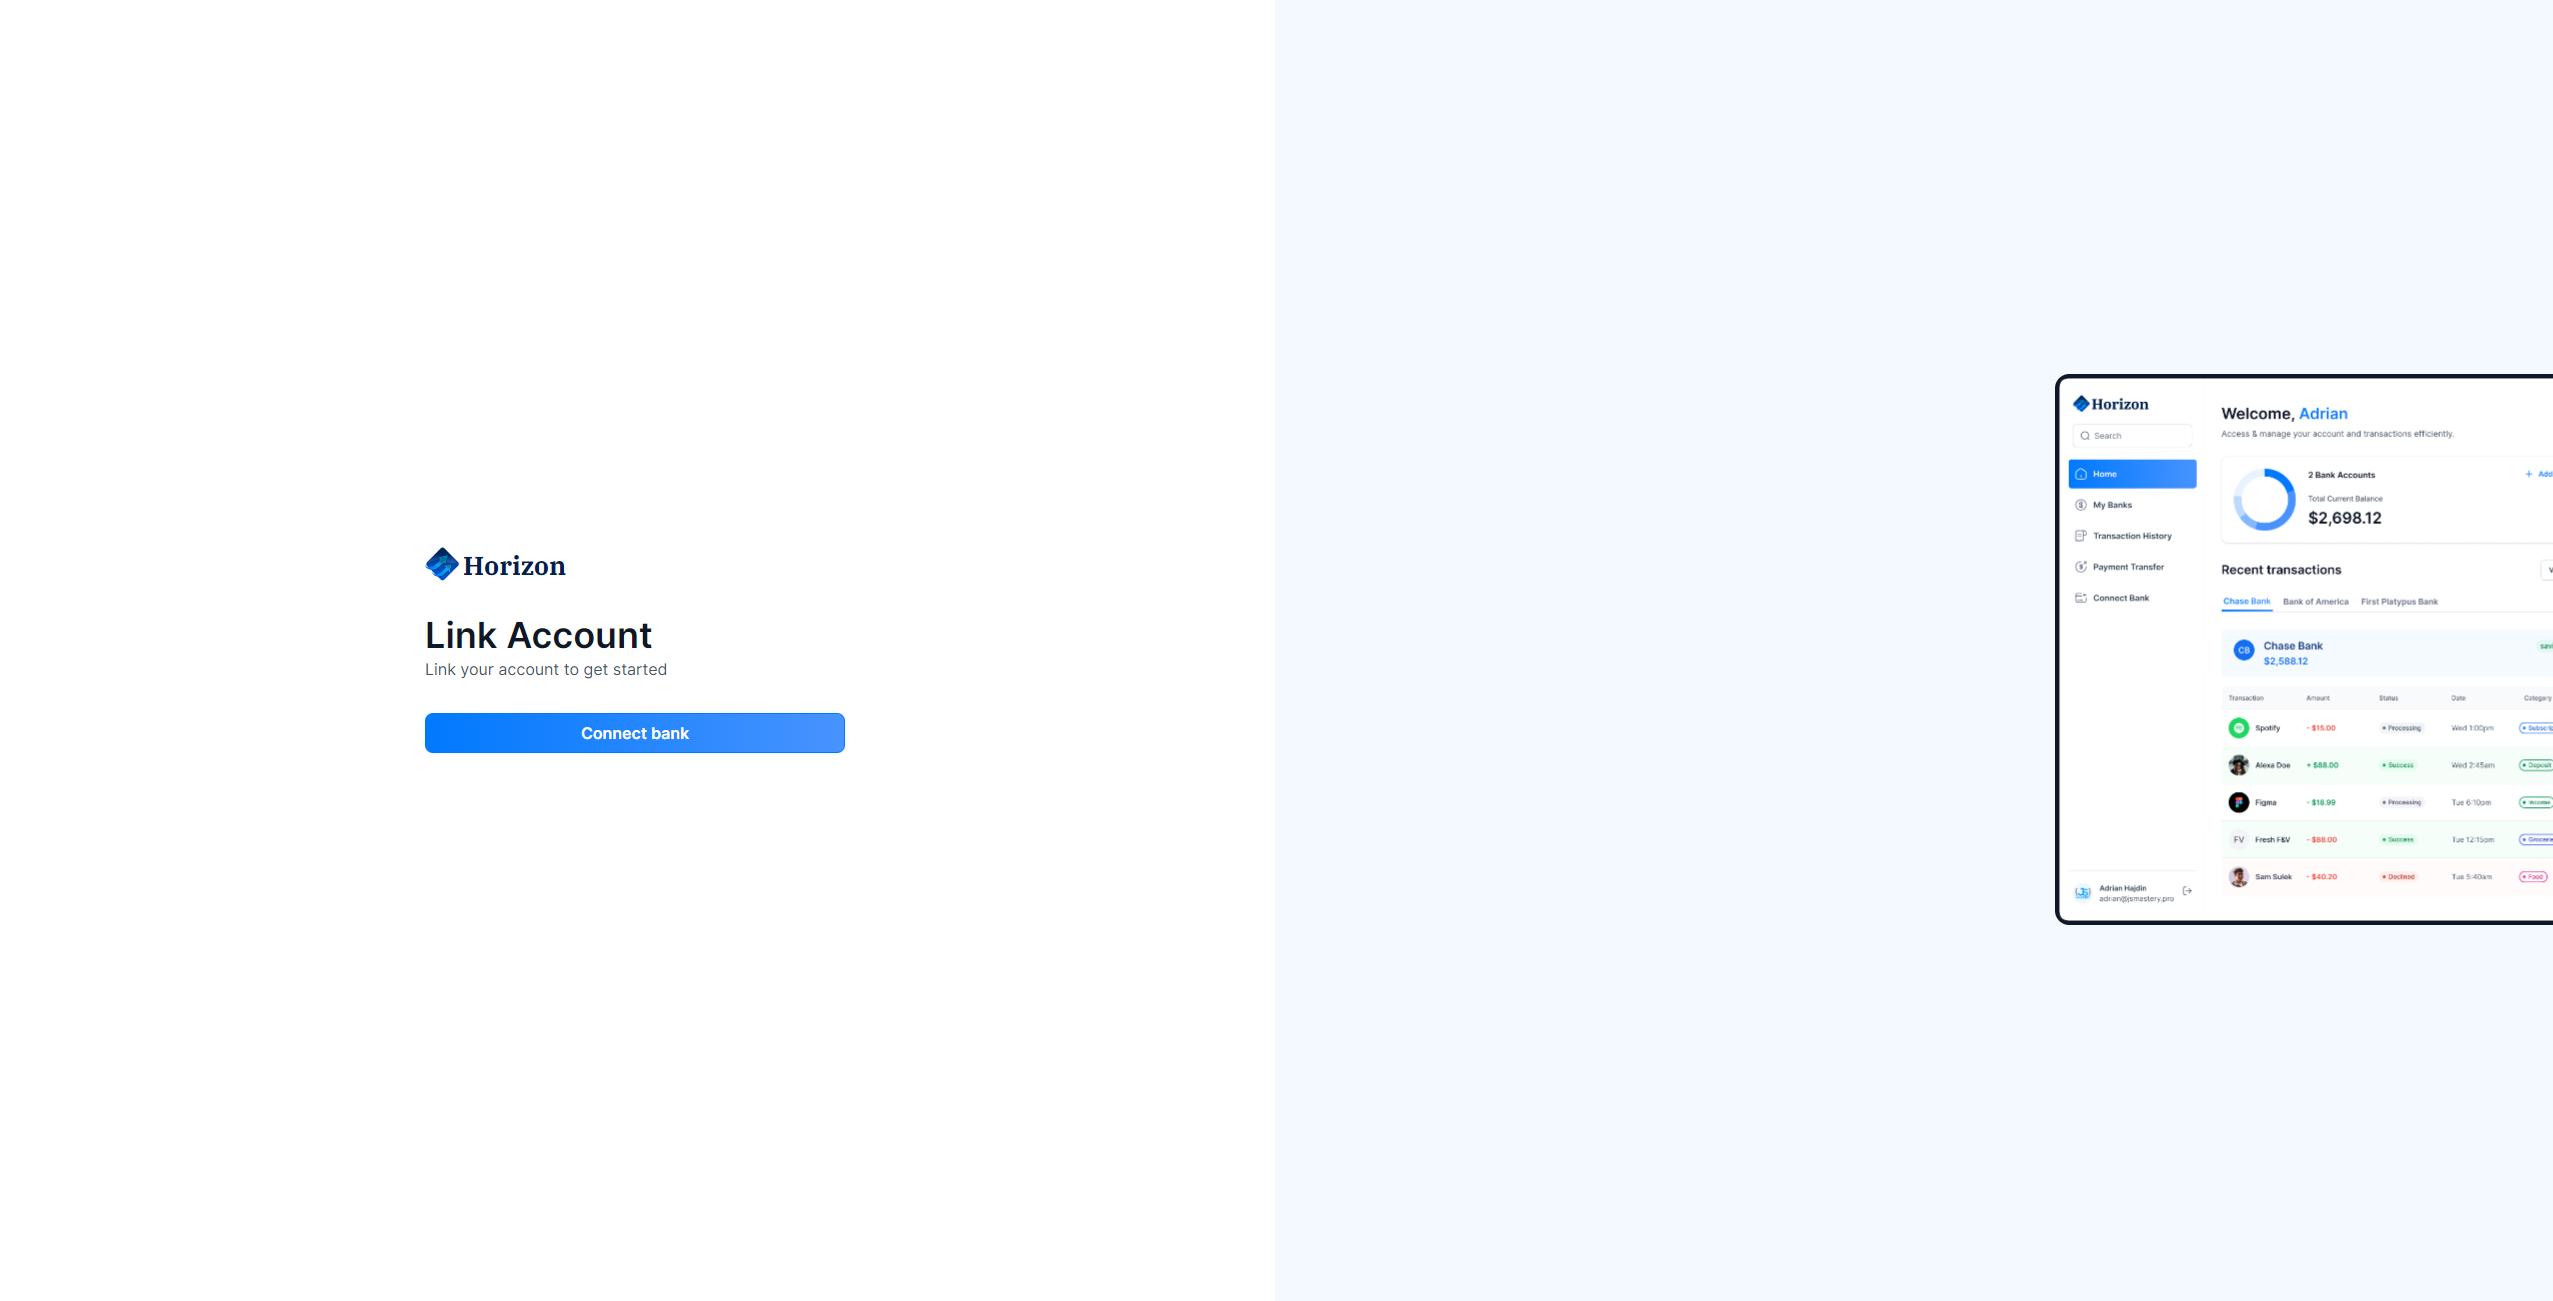 Horizon
Link Account
Link your account to get started
Connect bank
Horizon
Search
Home
My Banks
Transaction History
Payment Transfer
Connect Bank
Adrian Hajdin
adrian@jsmastery.pro
Welcome, Adrian
Access & manage your account and transactions efficiently.
2 Bank Accounts
+ Add
Total Current Balance
$2,698.12
Recent transactions
Chase Bank Bank of America First Platypus Bank
CB Chase Bank
$2,588.12
Transaction Amount Status Date Category
Spotify - $15.00 Processing Wed 1:00pm
Alexa Doe + $88.00 Success Wed 2:45am Deposit
Figma - $18.99 Processing Tue 6:10pm Income
FV Fresh F&V - $88.00 Success Tue 12:15pm
Sam Sulek - $40.20 Declined Tue 5:40am Food